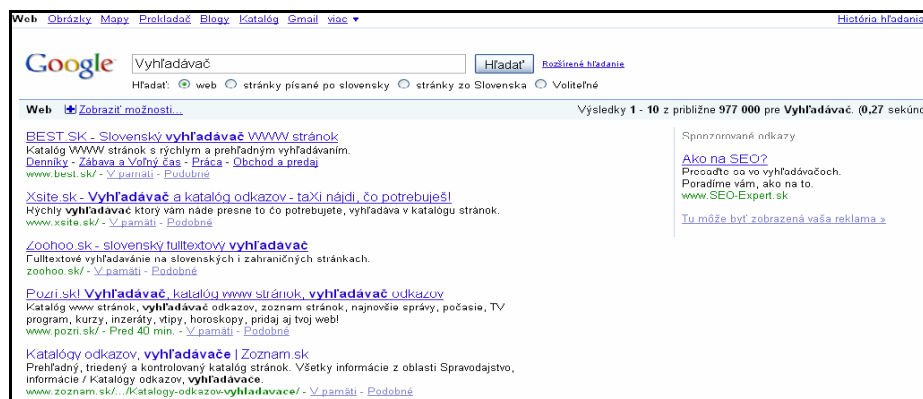 Web Obrázky Mapy Prekladač Blogy Katalóg Gmail viac ▼
História hľadania
Google Vyhľadávač Hľadať Rozšírené hľadanie
Hľadať: web stránky písané po slovensky stránky zo Slovenska Voliteľné
Web Zobraziť možnosti... Výsledky 1 - 10 z približne 977 000 pre Vyhľadávač. (0,27 sekúnd
BEST.SK - Slovenský vyhľadávač WWW stránok
Katalóg WWW stránok s rýchlym a prehľadným vyhľadávaním.
Denníky - Zábava a Voľný čas - Práca - Obchod a predaj
www.best.sk/ - V pamäti - Podobné
Xsite.sk - Vyhľadávač a katalóg odkazov - taXi nájdi, čo potrebuješ!
Rýchly vyhľadávač ktorý vám náde presne to čo potrebujete, vyhľadáva v katalógu stránok.
www.xsite.sk/ - V pamäti - Podobné
Zoohoo.sk - slovenský fulltextový vyhľadávač
Fulltextové vyhľadávanie na slovenských i zahraničných stránkach.
zoohoo.sk/ - V pamäti - Podobné
Pozri.sk! Vyhľadávač, katalóg www stránok, vyhľadávač odkazov
Katalóg www stránok, vyhľadávač odkazov, zoznam stránok, najnovšie správy, počasie, TV
program, kurzy, inzeráty, vtipy, horoskopy, pridaj aj tvoj web!
www.pozri.sk/ - Pred 40 min. - V pamäti - Podobné
Katalógy odkazov, vyhľadávače | Zoznam.sk
Prehľadný, triedený a kontrolovaný katalóg stránok. Všetky informácie z oblasti Spravodajstvo,
informácie / Katalógy odkazov, vyhľadávače.
www.zoznam.sk/.../Katalogy-odkazov-vyhladavace/ - V pamäti - Podobné
Sponzorované odkazy
Ako na SEO?
Presaďte sa vo vyhľadávačoch.
Poradíme vám, ako na to.
www.SEO-Expert.sk
Tu môže byť zobrazená vaša reklama »